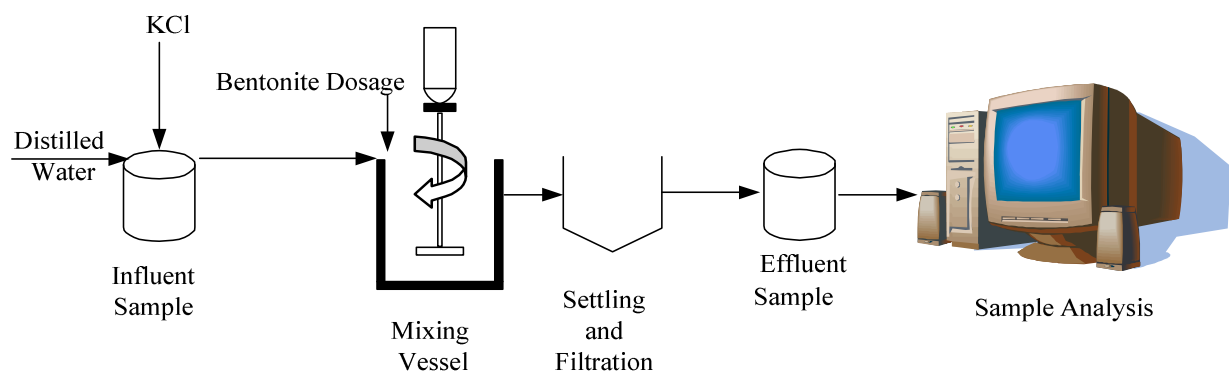 KCl
Bentonite Dosage
Distilled
Water
Influent
Sample
Mixing
Vessel
Settling
and
Filtration
Effluent
Sample
Sample Analysis